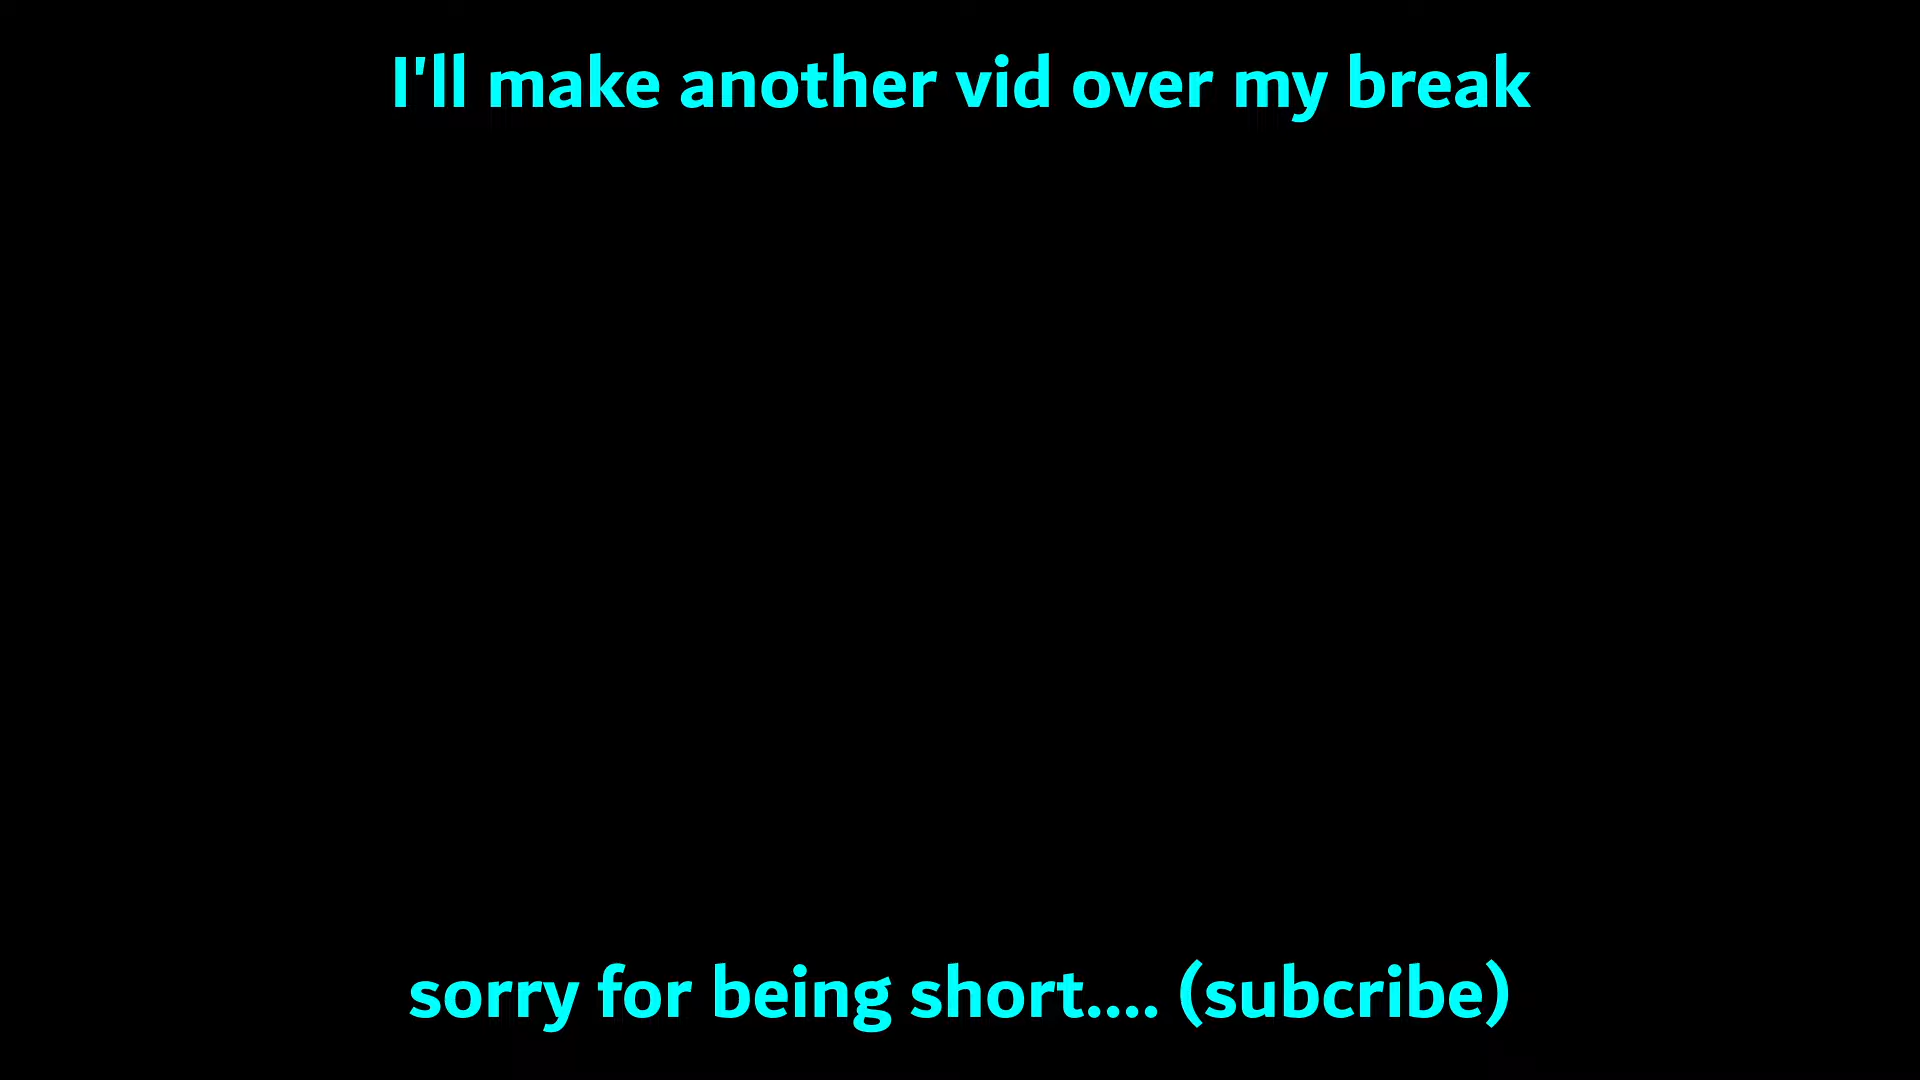 I'll make another vid over my break
sorry for being short.... (subcribe)